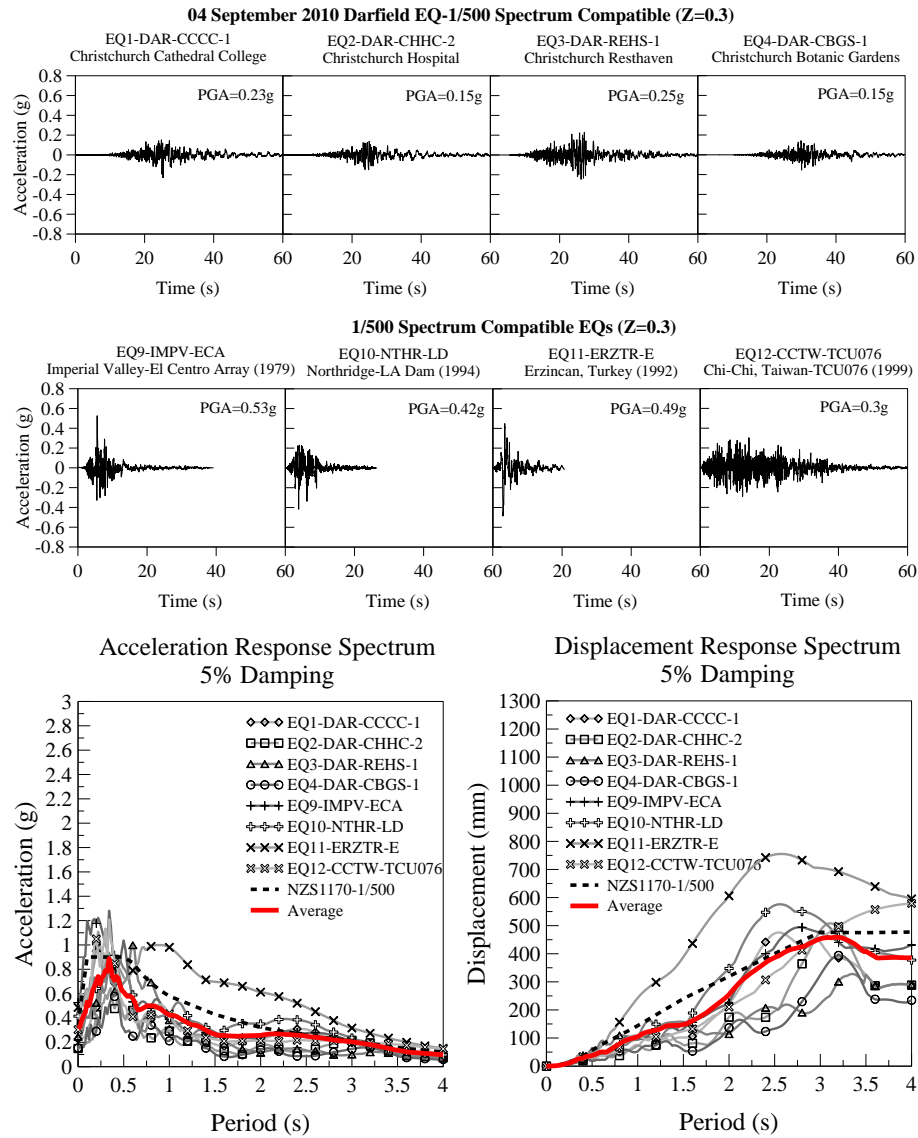 04 September 2010 Darfield EQ-1/500 Spectrum Compatible (Z=0.3)
EQ1-DAR-CCCC-1
Christchurch Cathedral College
EQ2-DAR-CHHC-2
Christchurch Hospital
EQ3-DAR-REHS-1
Christchurch Resthaven
EQ4-DAR-CBGS-1
Christchurch Botanic Gardens
Acceleration (g)
0.8
0.6
0.4
0.2
0
-0.2
-0.4
-0.6
-0.8
PGA=0.23g
PGA=0.15g
PGA=0.25g
PGA=0.15g
0 20 40 60 20 40 60 20 40 60 20 40 60
Time (s) Time (s) Time (s) Time (s)
1/500 Spectrum Compatible EQs (Z=0.3)
EQ9-IMPV-ECA
Imperial Valley-El Centro Array (1979)
EQ10-NTHR-LD
Northridge-LA Dam (1994)
EQ11-ERZTR-E
Erzincan, Turkey (1992)
EQ12-CCTW-TCU076
Chi-Chi, Taiwan-TCU076 (1999)
Acceleration (g)
0.8
0.6
0.4
0.2
0
-0.2
-0.4
-0.6
-0.8
PGA=0.53g
PGA=0.42g
PGA=0.49g
PGA=0.3g
0 20 40 60 20 40 60 20 40 60 20 40 60
Time (s) Time (s) Time (s) Time (s)
Acceleration Response Spectrum
5% Damping
Acceleration (g)
3
2.8
2.6
2.4
2.2
2
1.8
1.6
1.4
1.2
1
0.8
0.6
0.4
0.2
0
EQ1-DAR-CCCC-1
EQ2-DAR-CHHC-2
EQ3-DAR-REHS-1
EQ4-DAR-CBGS-1
EQ9-IMPV-ECA
EQ10-NTHR-LD
EQ11-ERZTR-E
EQ12-CCTW-TCU076
NZS1170-1/500
Average
0 0.5 1 1.5 2 2.5 3 3.5 4
Period (s)
Displacement Response Spectrum
5% Damping
Displacement (mm)
1300
1250
1100
1000
900
800
700
600
500
400
300
200
100
0
EQ1-DAR-CCCC-1
EQ2-DAR-CHHC-2
EQ3-DAR-REHS-1
EQ4-DAR-CBGS-1
EQ9-IMPV-ECA
EQ10-NTHR-LD
EQ11-ERZTR-E
EQ12-CCTW-TCU076
NZS1170-1/500
Average
0 0.5 1 1.5 2 2.5 3 3.5 4
Period (s)